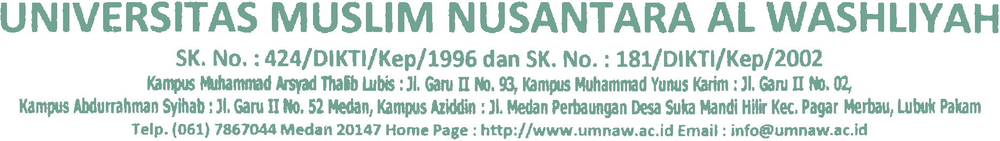 UNIVERSITAS MUSLIM NUSANTARA AL WASHLIYAH
SK. No. : 424/DIKTI/Kep/1996 dan SK. No. : 181/DIKTI/Kep/2002
Kampus Muhammad Arsyad Thalib Lubis : Jl. Garu II No. 93, Kampus Muhammad Yunus Karim : Jl. Garu II No. 02,
Kampus Abdurrahman Syihab : Jl. Garu II No. 52 Medan, Kampus Aziddin : Jl. Medan Perbaungan Desa Suka Mandi Hilir Kec. Pagar Merbau, Lubuk Pakam
Telp. (061) 7867044 Medan 20147 Home Page : http://www.umnaw.ac.id Email : info@umnaw.ac.id